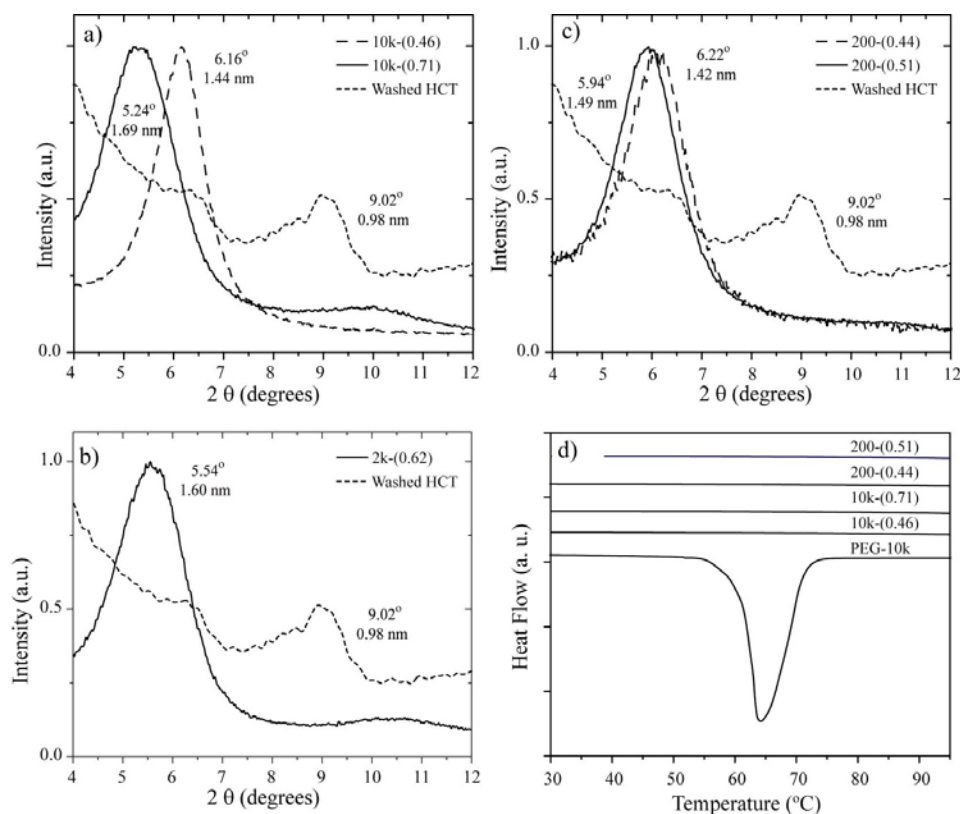 a)
6.16°
1.44 nm
5.24°
1.69 nm
10k-(0.46)
10k-(0.71)
Washed HCT
9.02°
0.98 nm
1.0
0.5
0.0
Intensity (a.u.)
4 5 6 7 8 9 10 11 12
2 θ (degrees)
c)
6.22°
1.42 nm
5.94°
1.49 nm
200-(0.44)
200-(0.51)
Washed HCT
9.02°
0.98 nm
1.0
0.5
0.0
Intensity (a.u.)
4 5 6 7 8 9 10 11 12
2 θ (degrees)
b)
5.54°
1.60 nm
2k-(0.62)
Washed HCT
9.02°
0.98 nm
1.0
0.5
0.0
Intensity (a.u.)
4 5 6 7 8 9 10 11 12
2 θ (degrees)
d)
200-(0.51)
200-(0.44)
10k-(0.71)
10k-(0.46)
PEG-10k
Heat Flow (a. u.)
30 40 50 60 70 80 90
Temperature (ºC)